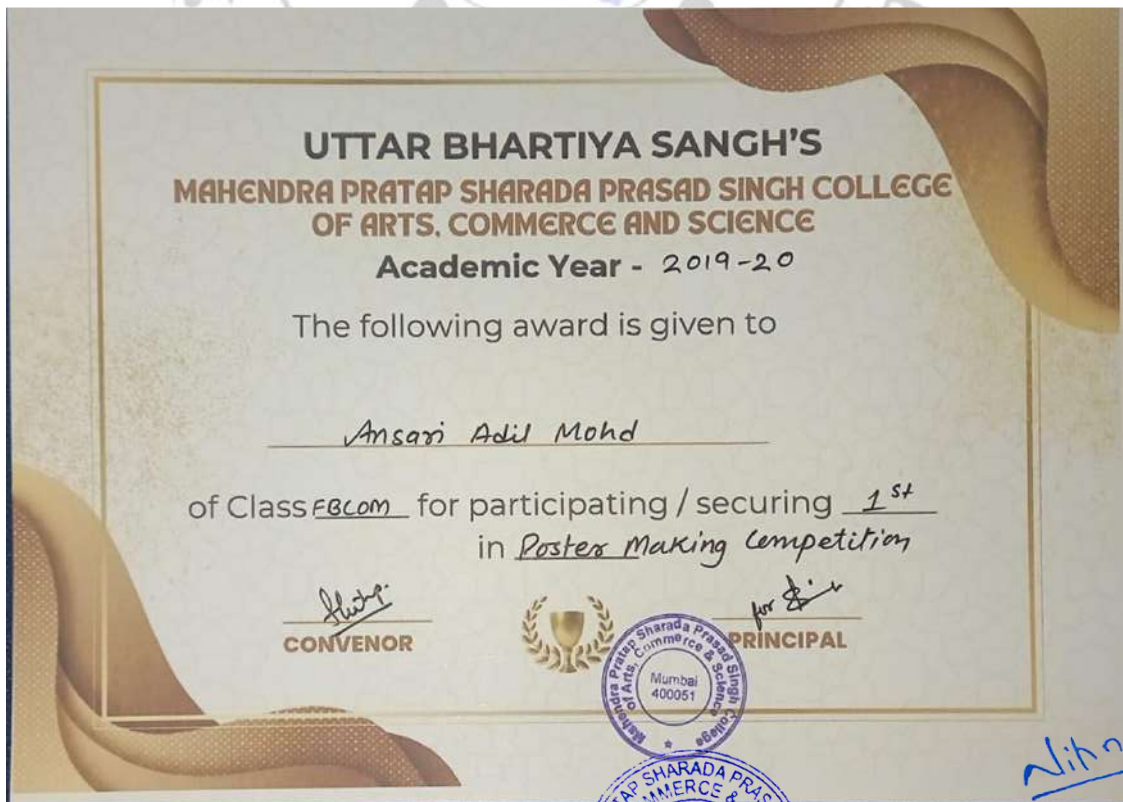 UTTAR BHARTIYA SANGH'S
MAHENDRA PRATAP SHARADA PRASAD SINGH COLLEGE
OF ARTS, COMMERCE AND SCIENCE
Academic Year - 2019-20
The following award is given to
Ansari Adil Mohd
of Class FBCOM for participating / securing 1st
in Poster Making Competition
for
CONVENOR
PRINCIPAL
Mahendra Pratap Sharada Prasad Singh College
of Arts, Commerce & Science
Mumbai
400051
SHARADA